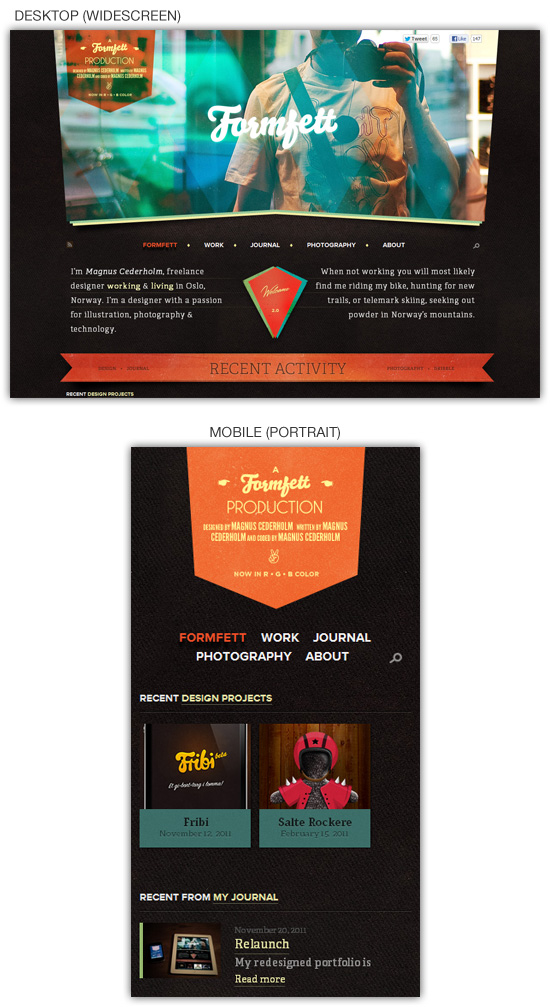 DESKTOP (WIDESCREEN)
A
Formfett
PRODUCTION
DESIGNED BY MAGNUS CEDERHOLM WRITTEN BY MAGNUS
CEDERHOLM AND CODED BY MAGNUS CEDERHOLM
NOW IN R • G • B COLOR
Tweet 65
Like 147
Formfett
FORMFETT ♦ WORK ♦ JOURNAL ♦ PHOTOGRAPHY ♦ ABOUT
I'm Magnus Cederholm, freelance
designer working & living in Oslo,
Norway. I'm a designer with a passion
for illustration, photography &
technology.
2.0
When not working you will most likely
find me riding my bike, hunting for new
trails, or telemark skiing, seeking out
powder in Norway's mountains.
DESIGN • JOURNAL
RECENT ACTIVITY
PHOTOGRAPHY •
RECENT DESIGN PROJECTS
MOBILE (PORTRAIT)
A
Formfett
PRODUCTION
DESIGNED BY MAGNUS CEDERHOLM WRITTEN BY MAGNUS
CEDERHOLM AND CODED BY MAGNUS CEDERHOLM
NOW IN R • G • B COLOR
FORMFETT WORK JOURNAL
PHOTOGRAPHY ABOUT
RECENT DESIGN PROJECTS
Fribi beta
Fribi
November 12, 2011
Salte Rockere
February 15, 2011
RECENT FROM MY JOURNAL
November 20, 2011
Relaunch
My redesigned portfolio is
Read more